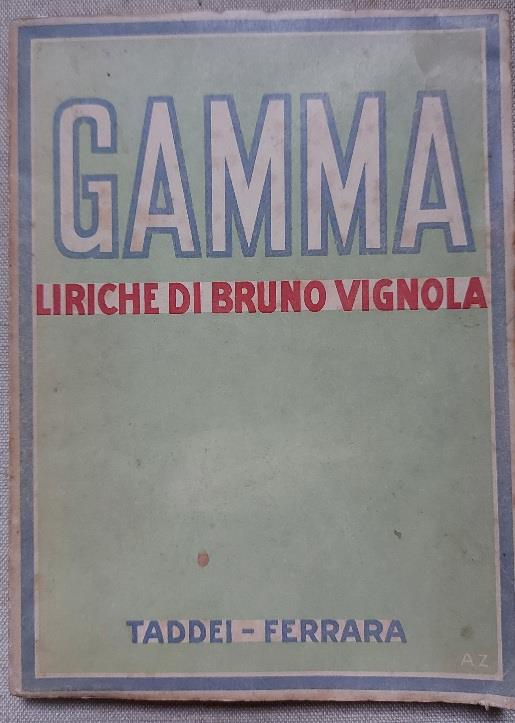 GAMMA
LIRICHE DI BRUNO VIGNOLA
TADDEI - FERRARA
AZ